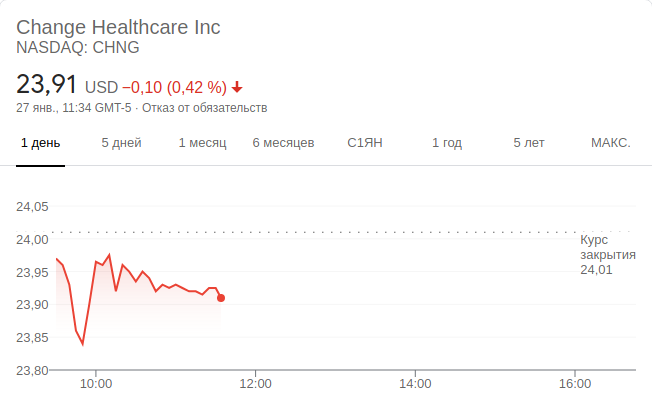 Change Healthcare Inc
NASDAQ: CHNG
23,91 USD −0,10 (0,42 %)
27 янв., 11:34 GMT-5 · Отказ от обязательств
1 день 5 дней 1 месяц 6 месяцев С1ЯН 1 год 5 лет МАКС.
24,05
24,00
23,95
23,90
23,85
23,80
Курс
закрытия
24,01
10:00 12:00 14:00 16:00